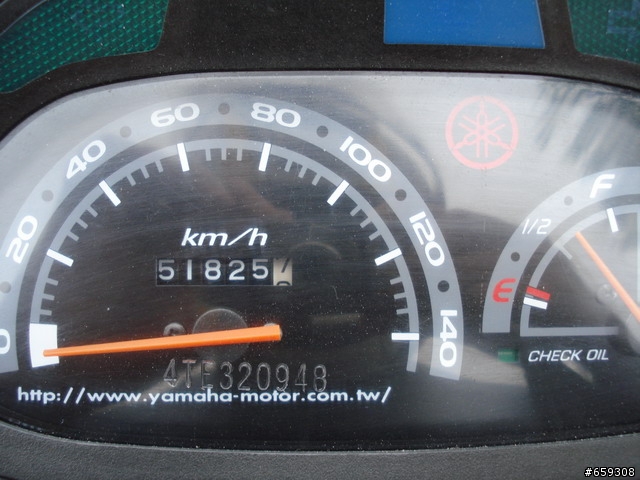 0 20 40 60 80 100 120 140
km/h
51825
4TE320948
http://www.yamaha-motor.com.tw/
E 1/2 F
CHECK OIL
#659308